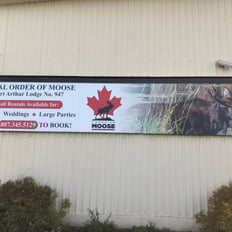 AL ORDER OF MOOSE
rt Arthur Lodge No. 947
all Rentals Available for:
Weddings • Large Parties
807.345.5129 TO BOOK!
MOOSE